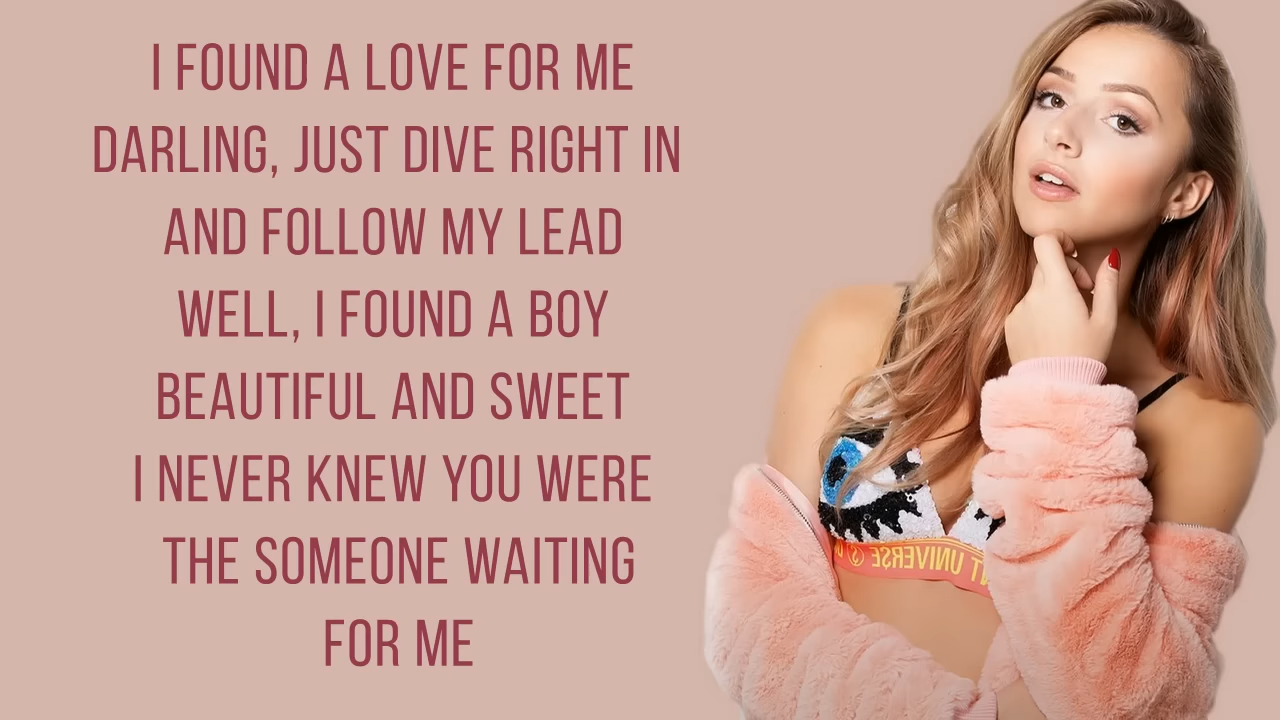 I FOUND A LOVE FOR ME
DARLING, JUST DIVE RIGHT IN
AND FOLLOW MY LEAD
WELL, I FOUND A BOY
BEAUTIFUL AND SWEET
I NEVER KNEW YOU WERE
THE SOMEONE WAITING
FOR ME
UNIVERSE